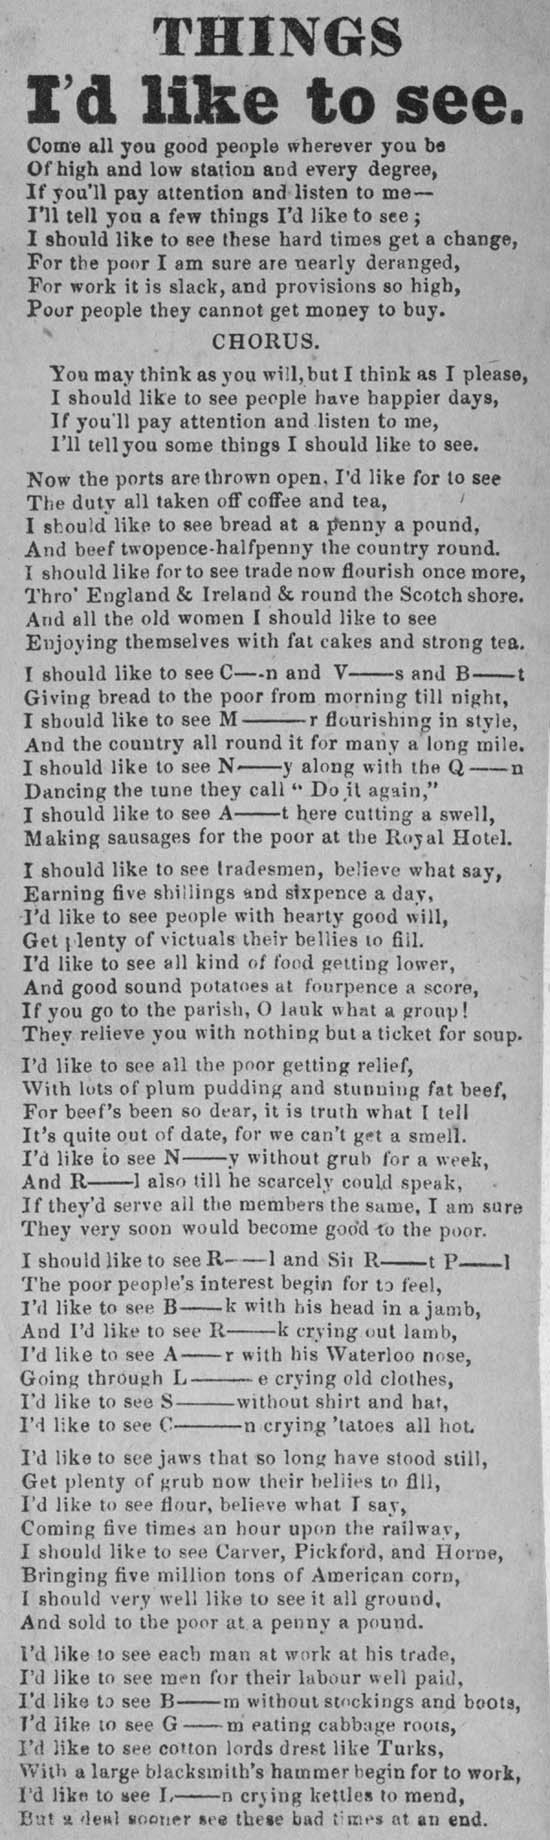 THINGS
I'd like to see.
Come all you good people wherever you be
Of high and low station and every degree,
If you'll pay attention and listen to me—
I'll tell you a few things I'd like to see;
I should like to see these hard times get a change,
For the poor I am sure are nearly deranged,
For work it is slack, and provisions so high,
Poor people they cannot get money to buy.
CHORUS.
You may think as you will, but I think as I please,
I should like to see people have happier days,
If you'll pay attention and listen to me,
I'll tell you some things I should like to see.
Now the ports are thrown open, I'd like for to see
The duty all taken off coffee and tea,
I should like to see bread at a penny a pound,
And beef twopence-halfpenny the country round.
I should like for to see trade now flourish once more,
Thro' England & Ireland & round the Scotch shore.
And all the old women I should like to see
Enjoying themselves with fat cakes and strong tea.
I should like to see C—-n and V——s and B——t
Giving bread to the poor from morning till night,
I should like to see M———r flourishing in style,
And the country all round it for many a long mile.
I should like to see N——y along with the Q——n
Dancing the tune they call "Do it again,"
I should like to see A——t here cutting a swell,
Making sausages for the poor at the Royal Hotel.
I should like to see tradesmen, believe what say,
Earning five shillings and sixpence a day,
I'd like to see people with hearty good will,
Get plenty of victuals their bellies to fill.
I'd like to see all kind of food getting lower,
And good sound potatoes at fourpence a score,
If you go to the parish, O lauk what a group!
They relieve you with nothing but a ticket for soup.
I'd like to see all the poor getting relief,
With lots of plum pudding and stunning fat beef,
For beef's been so dear, it is truth what I tell
It's quite out of date, for we can't get a smell.
I'd like to see N——y without grub for a week,
And R——l also till he scarcely could speak,
If they'd serve all the members the same, I am sure
They very soon would become good to the poor.
I should like to see R-——l and Sir R——t P——l
The poor people's interest begin for to feel,
I'd like to see B——k with his head in a jamb,
And I'd like to see R——k crying out lamb,
I'd like to see A——r with his Waterloo nose,
Going through L———e crying old clothes,
I'd like to see S———without shirt and hat,
I'd like to see C———n crying 'tatoes all hot.
I'd like to see jaws that so long have stood still,
Get plenty of grub now their bellies to fill,
I'd like to see flour, believe what I say,
Coming five times an hour upon the railway,
I should like to see Carver, Pickford, and Horne,
Bringing five million tons of American corn,
I should very well like to see it all ground,
And sold to the poor at a penny a pound.
I'd like to see each man at work at his trade,
I'd like to see men for their labour well paid,
I'd like to see B——m without stockings and boots,
I'd like to see G——m eating cabbage roots,
I'd like to see cotton lords drest like Turks,
With a large blacksmith's hammer begin for to work,
I'd like to see L——n crying kettles to mend,
But a deal sooner see these bad times at an end.